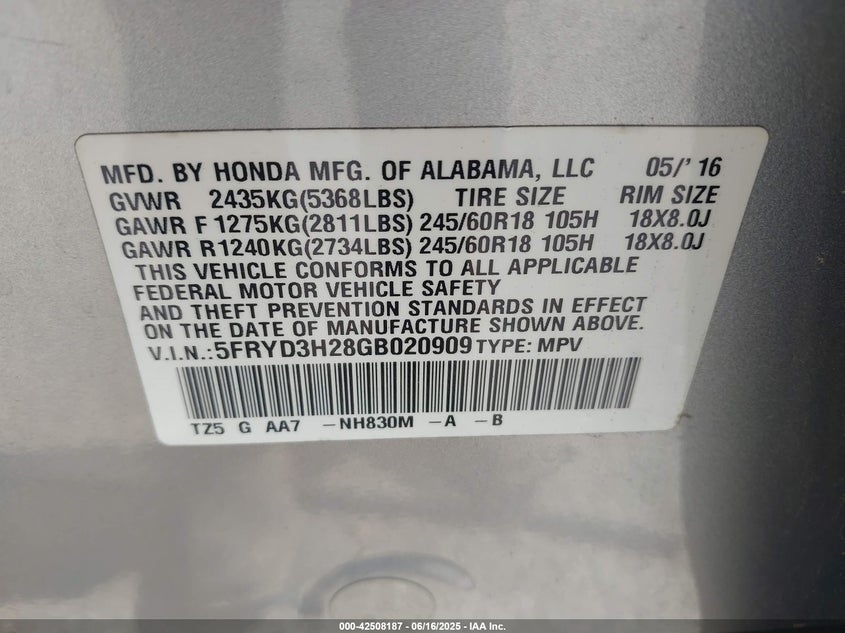 MFD. BY HONDA MFG. OF ALABAMA, LLC 05/' 16
GVWR 2435KG(5368LBS) TIRE SIZE RIM SIZE
GAWR F 1275KG(2811LBS) 245/60R18 105H 18X8.0J
GAWR R1240KG(2734LBS) 245/60R18 105H 18X8.0J
THIS VEHICLE CONFORMS TO ALL APPLICABLE
FEDERAL MOTOR VEHICLE SAFETY
AND THEFT PREVENTION STANDARDS IN EFFECT
ON THE DATE OF MANUFACTURE SHOWN ABOVE.
V.I.N.:5FRYD3H28GB020909 TYPE: MPV
TZ5 G AA7 -NH830M -A -B
000-42508187 - 06/16/2025 - IAA Inc.